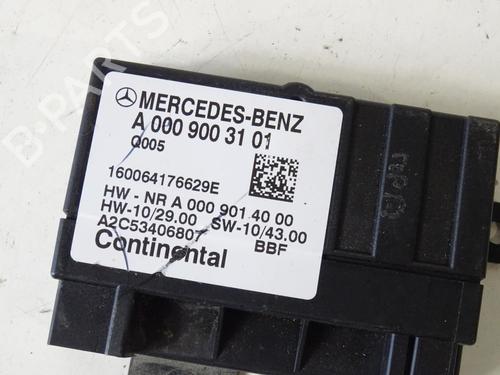 B-PARTS
MERCEDES-BENZ
A 000 900 31 01
Q005
160064176629E
HW - NR A 000 901 40 00
HW-10/29.00 SW-10/43.00
A2C53406807 BBF
Continental